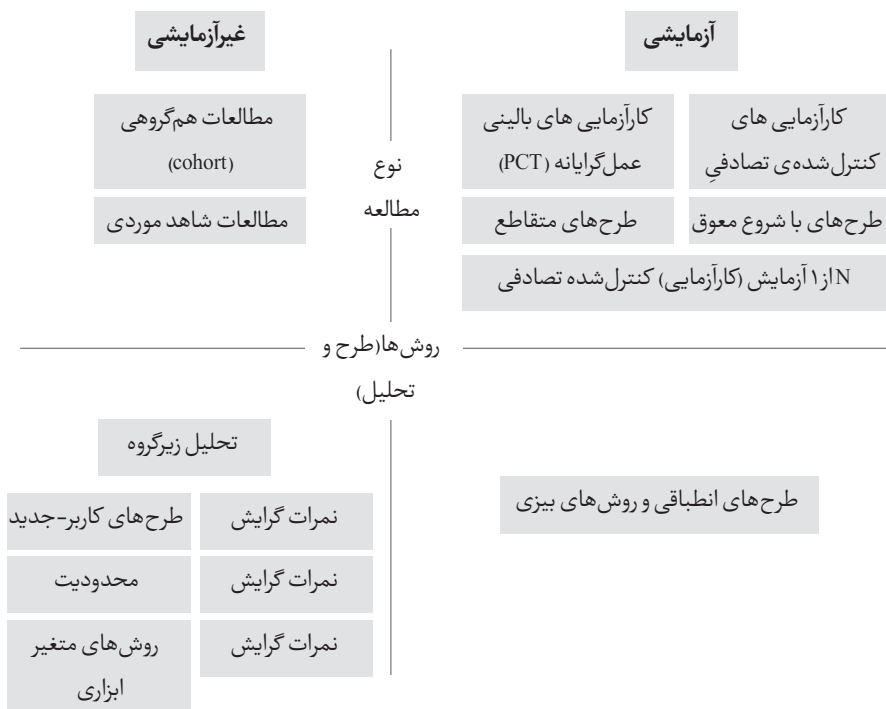 آزمایشی
غیرآزمایشی
کارآزمایی های
کنترل‌شده‌ی تصادفیِ
کارآزمایی های بالینی
عمل‌گرایانه (PCT)
طرح‌های با شروع معوق
طرح‌های متقاطع
N از ۱ آزمایش (کارآزمایی) کنترل‌شده تصادفی
نوع
مطالعه
مطالعات هم‌گروهی
(cohort)
مطالعات شاهد موردی
روش‌ها(طرح و
تحلیل)
طرح‌های انطباقی و روش‌های بیزی
تحلیل زیرگروه
نمرات گرایش
طرح‌های کاربر-جدید
نمرات گرایش
محدودیت
نمرات گرایش
روش‌های متغیر
ابزاری